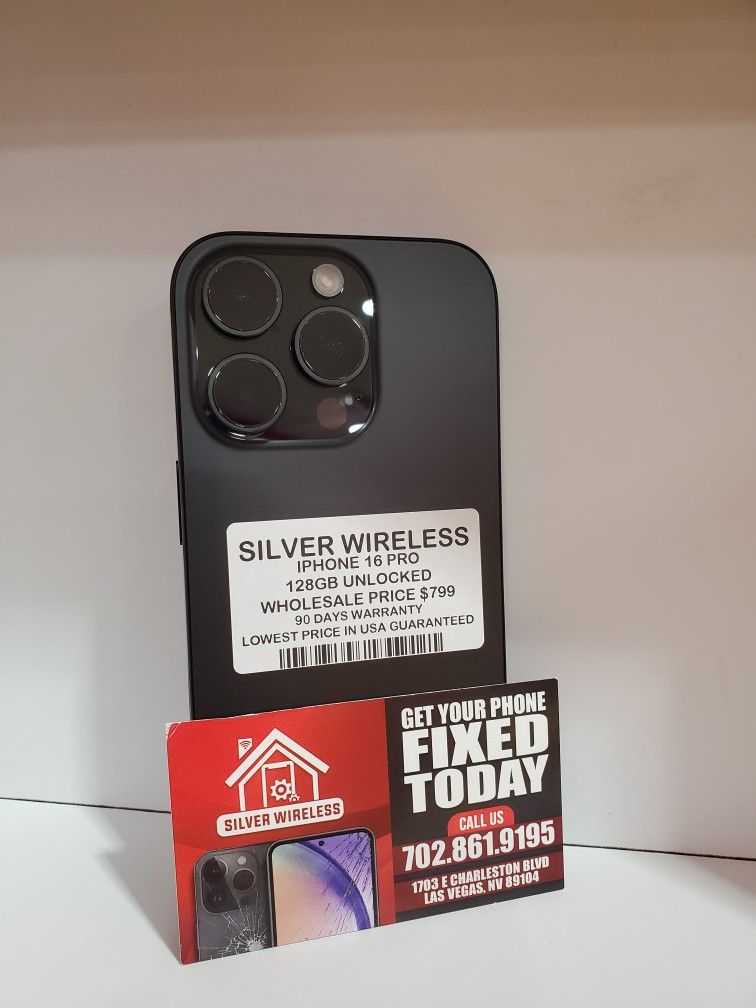 SILVER WIRELESS
IPHONE 16 PRO
128GB UNLOCKED
WHOLESALE PRICE $799
90 DAYS WARRANTY
LOWEST PRICE IN USA GUARANTEED
SILVER WIRELESS
GET YOUR PHONE
FIXED
TODAY
CALL US
702.861.9195
1703 E CHARLESTON BLVD
LAS VEGAS, NV 89104